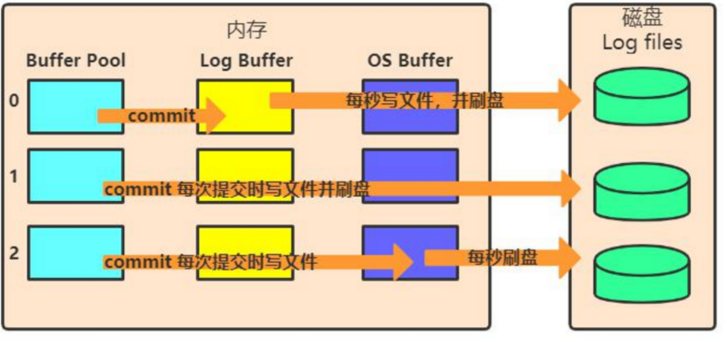 内存
磁盘
Log files
Buffer Pool
Log Buffer
OS Buffer
0
commit
每秒写文件，并刷盘
1
commit 每次提交时写文件并刷盘
2
commit 每次提交时写文件
每秒刷盘